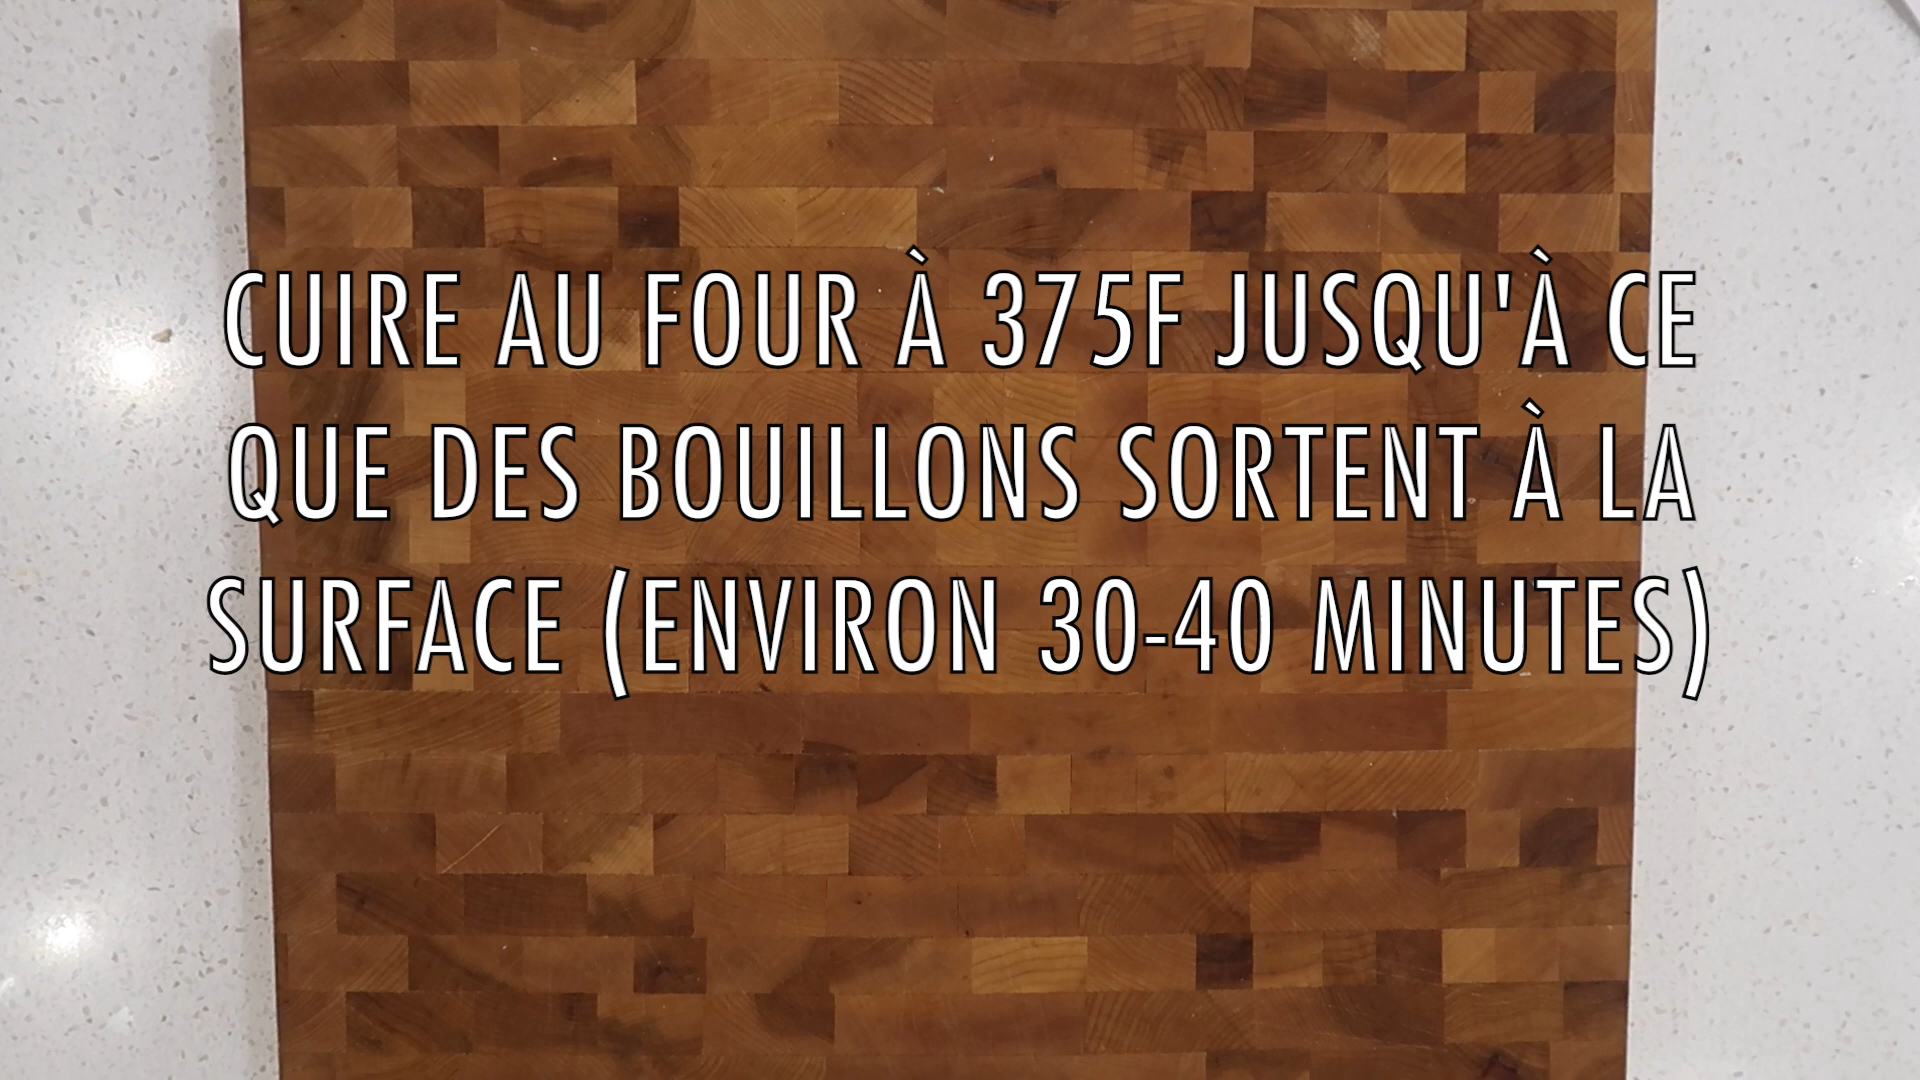 CUIRE AU FOUR À 375F JUSQU'À CE
QUE DES BOUILLONS SORTENT À LA
SURFACE (ENVIRON 30-40 MINUTES)